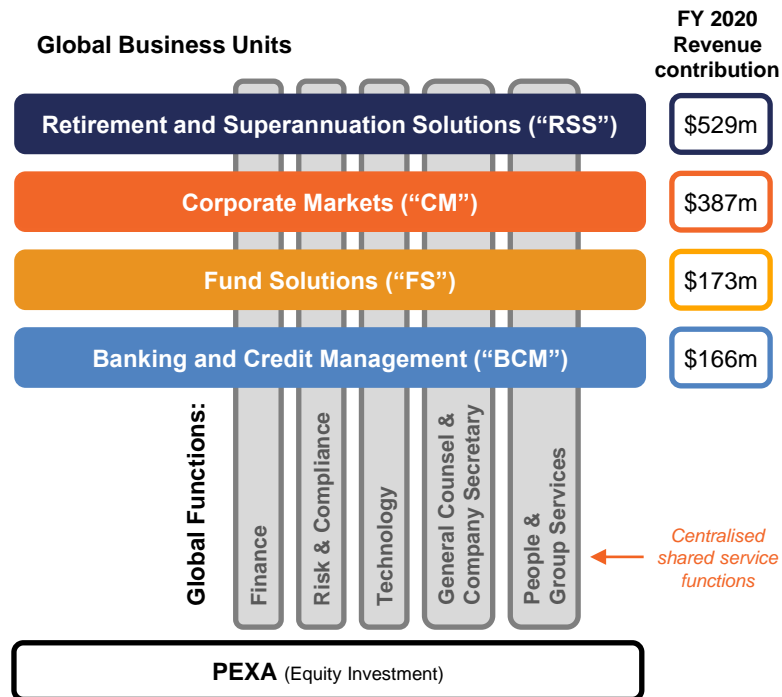 Global Business Units
FY 2020
Revenue
contribution
Retirement and Superannuation Solutions (“RSS”)
$529m
Corporate Markets (“CM”)
$387m
Fund Solutions (“FS”)
$173m
Banking and Credit Management (“BCM”)
$166m
Global Functions:
Finance
Risk & Compliance
Technology
General Counsel &
Company Secretary
People &
Group Services
Centralised
shared service
functions
PEXA (Equity Investment)